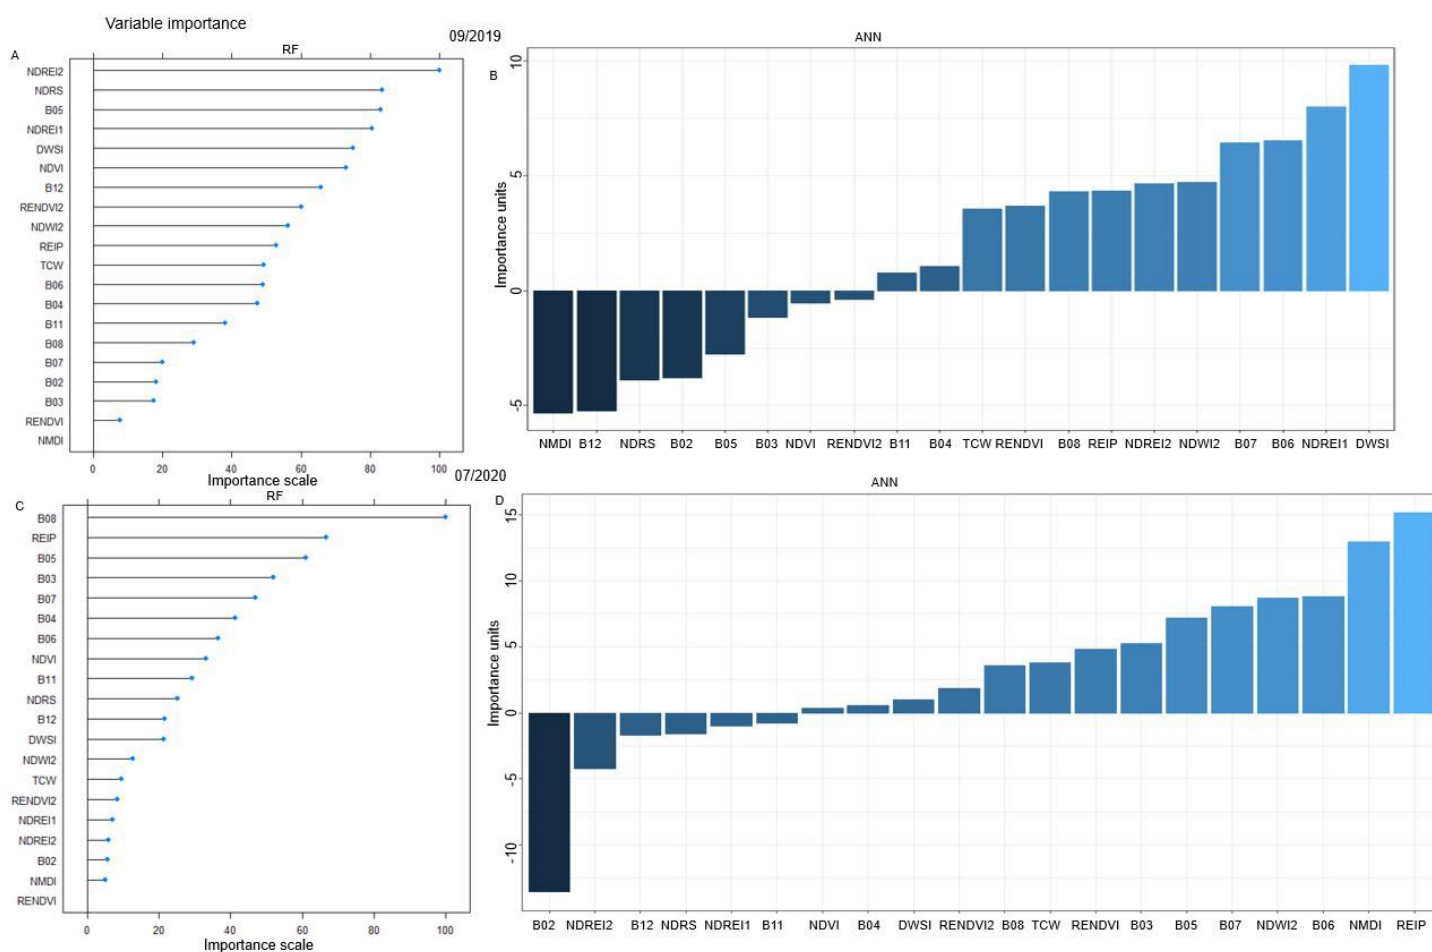 Variable importance
09/2019
A
RF
NDREI2
NDRS
B05
NDREI1
DWSI
NDVI
B12
RENDVI2
NDWI2
REIP
TCW
B06
B04
B11
B08
B07
B02
B03
RENDVI
NMDI
0 20 40 60 80 100
Importance scale
B
ANN
Importance units
10
5
0
-5
NMDI B12 NDRS B02 B05 B03 NDVI RENDVI2 B11 B04 TCW RENDVI B08 REIP NDREI2 NDWI2 B07 B06 NDREI1 DWSI
07/2020
C
RF
B08
REIP
B05
B03
B07
B04
B06
NDVI
B11
NDRS
B12
DWSI
NDWI2
TCW
RENDVI2
NDREI1
NDREI2
B02
NMDI
RENDVI
0 20 40 60 80 100
Importance scale
D
ANN
Importance units
15
10
5
0
-5
-10
B02 NDREI2 B12 NDRS NDREI1 B11 NDVI B04 DWSI RENDVI2 B08 TCW RENDVI B03 B05 B07 NDWI2 B06 NMDI REIP